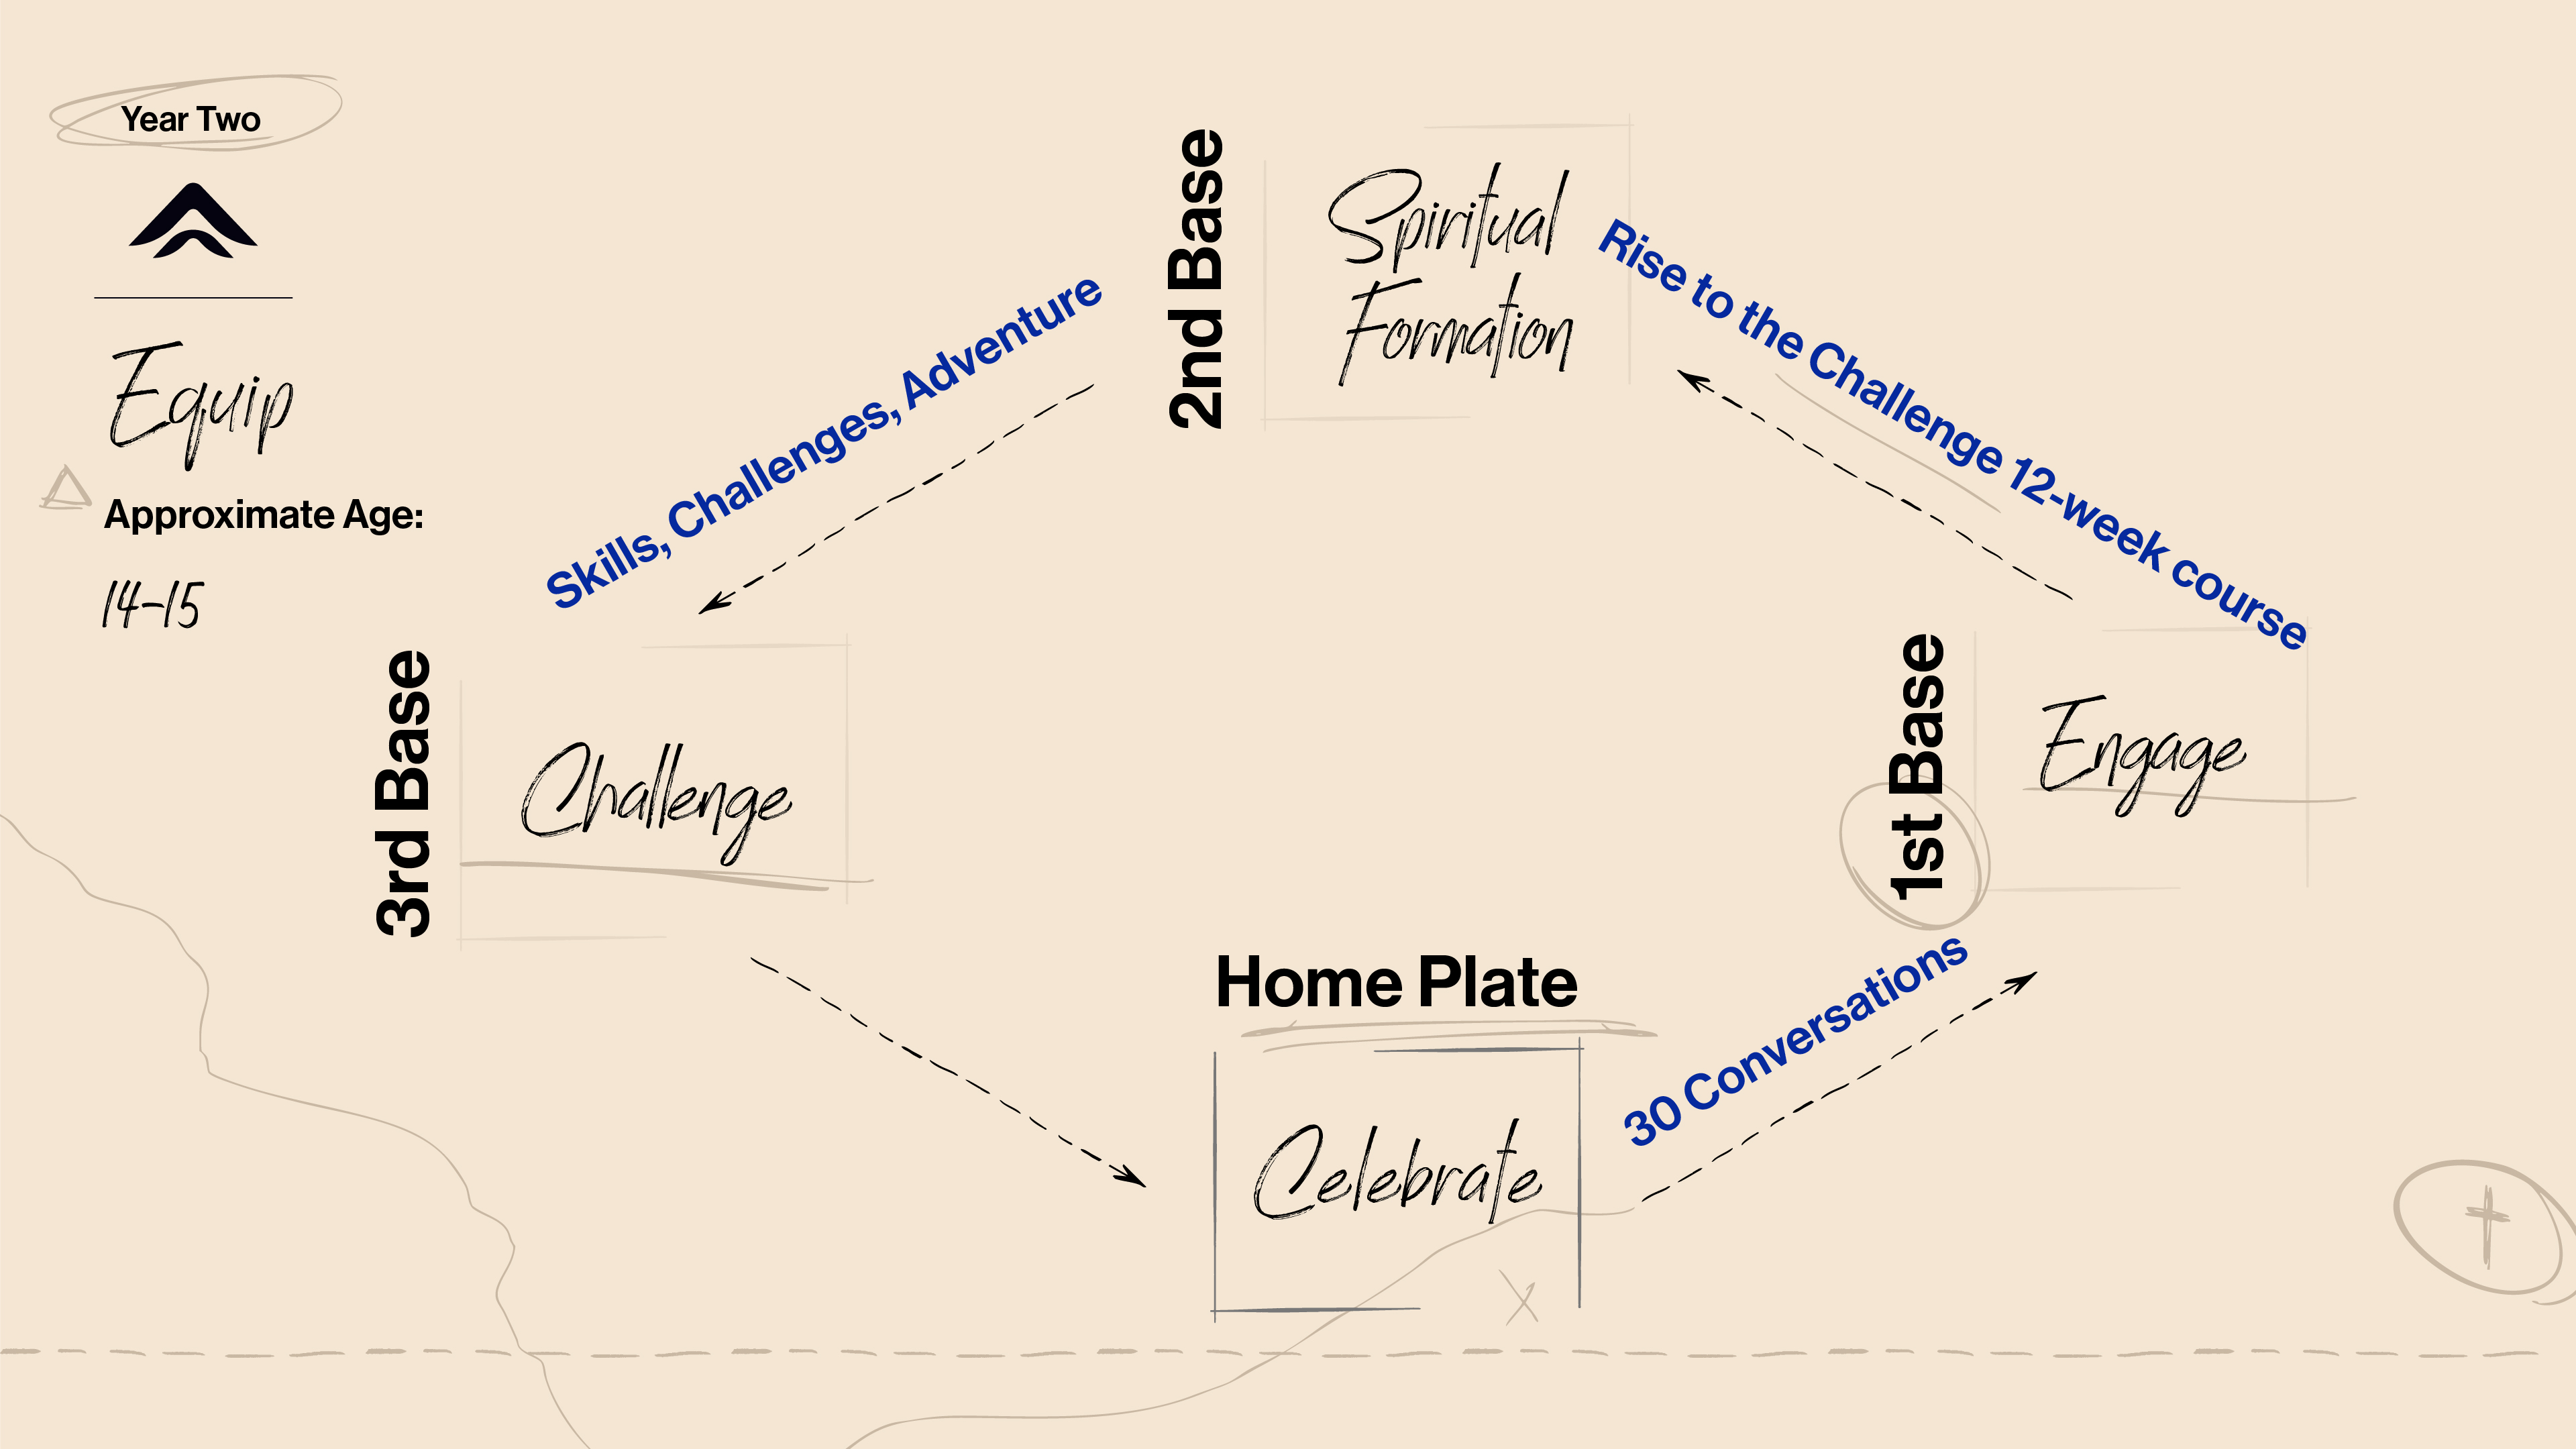 Year Two
Equip
Approximate Age:
14-15
2nd Base
Spiritual
Formation
Rise to the Challenge 12-week course
Skills, Challenges, Adventure
3rd Base
Challenge
1st Base
Engage
Home Plate
Celebrate
30 Conversations